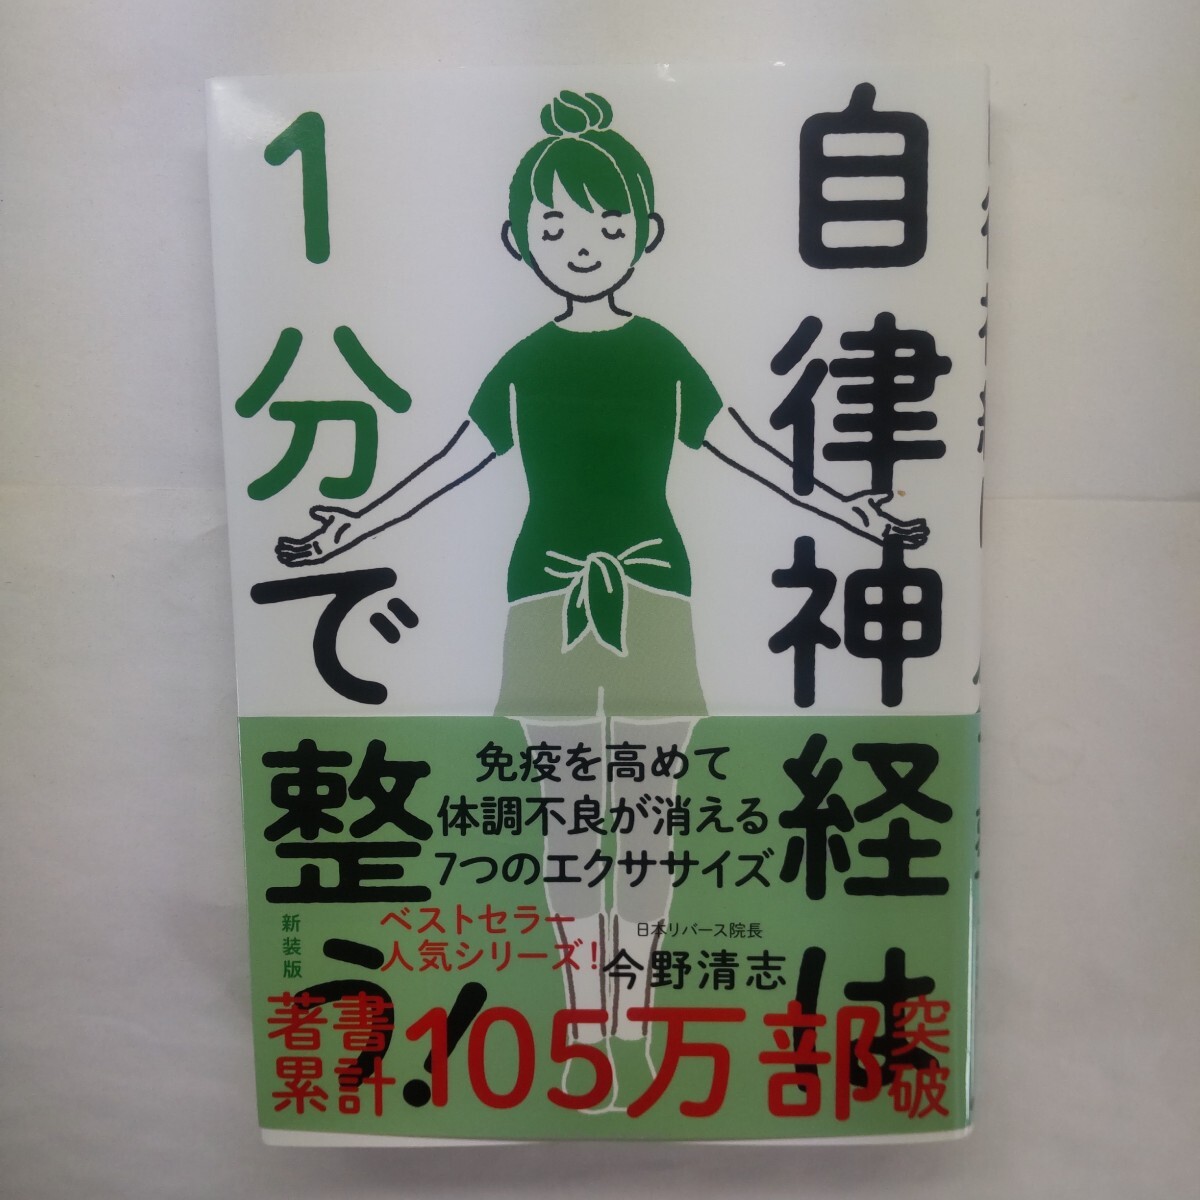 自律神経は
1分で整う!
免疫を高めて
体調不良が消える
7つのエクササイズ
新装版
ベストセラー
人気シリーズ!
日本リバース院長
今野清志
著書累計105万部突破